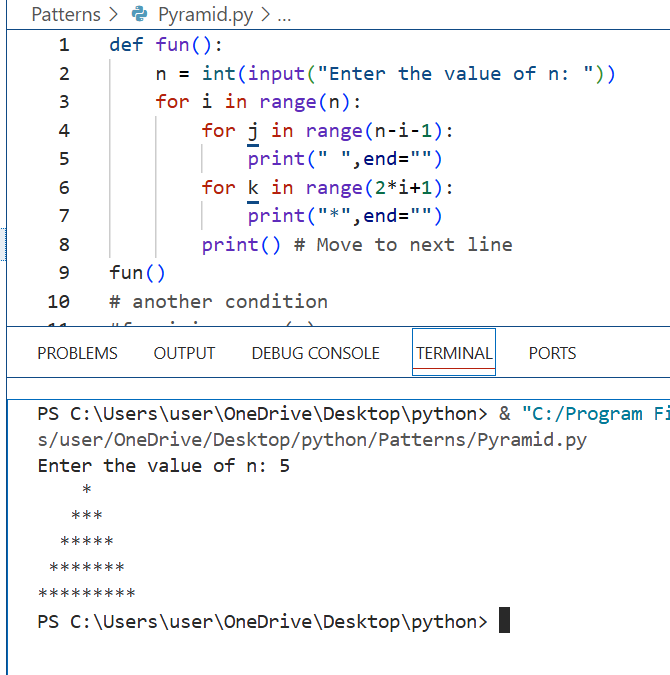 Patterns > Pyramid.py > ...
1 def fun():
2     n = int(input("Enter the value of n: "))
3     for i in range(n):
4         for j in range(n-i-1):
5             print(" ",end="")
6         for k in range(2*i+1):
7             print("*",end="")
8         print() # Move to next line
9 fun()
10 # another condition
PROBLEMS OUTPUT DEBUG CONSOLE TERMINAL PORTS
PS C:\Users\user\OneDrive\Desktop\python> & "C:/Program Fi
s/user/OneDrive/Desktop/python/Patterns/Pyramid.py
Enter the value of n: 5
    *
   ***
  *****
 *******
*********
PS C:\Users\user\OneDrive\Desktop\python>